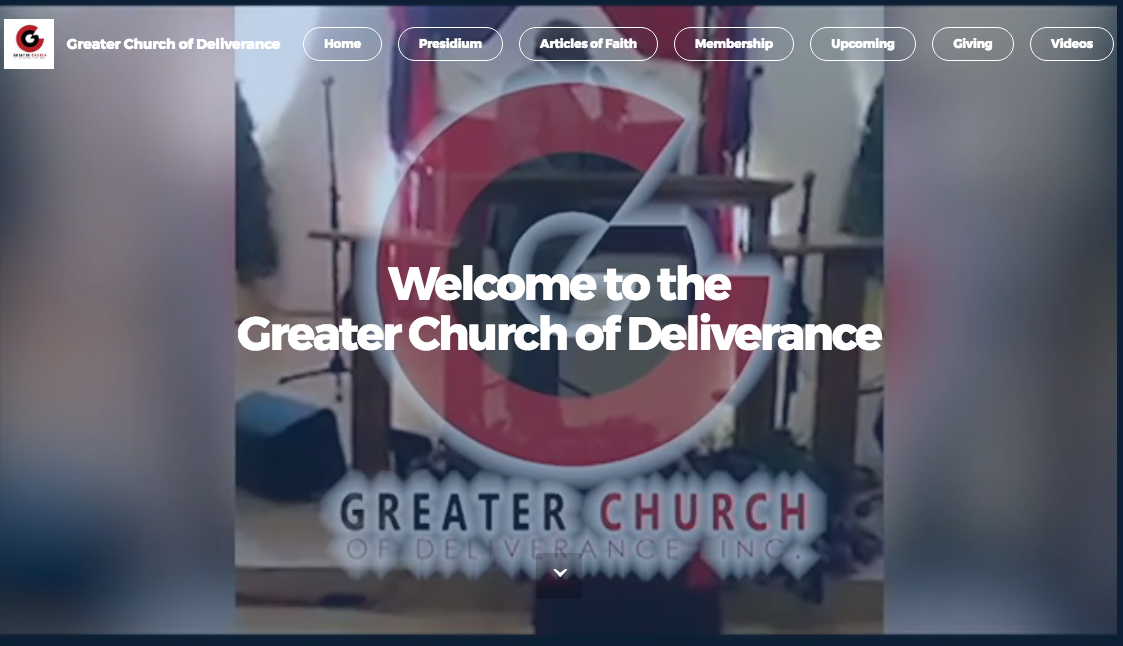 Greater Church of Deliverance
Home
Presidium
Articles of Faith
Membership
Upcoming
Giving
Videos
Welcome to the
Greater Church of Deliverance
GREATER CHURCH
OF DELIVERANCE INC.